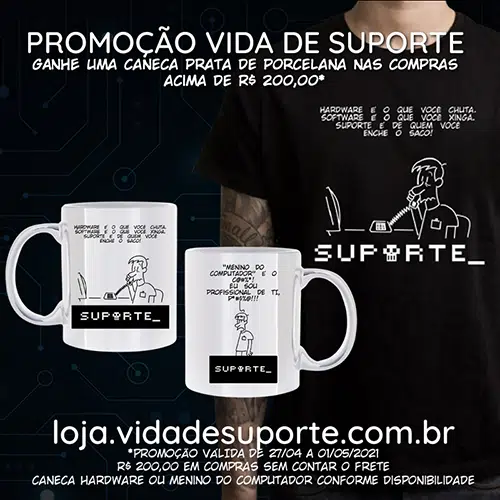 PROMOÇÃO VIDA DE SUPORTE
GANHE UMA CANECA PRATA DE PORCELANA NAS COMPRAS
ACIMA DE R$ 200,00*
HARDWARE E O QUE VOCÊ CHUTA.
SOFTWARE E O QUE VOCÊ XINGA.
SUPORTE E DE QUEM VOCÊ
ENCHE O SACO!
SUPORTE_
HARDWARE E O QUE VOCÊ CHUTA.
SOFTWARE E O QUE VOCÊ XINGA.
SUPORTE E DE QUEM VOCÊ
ENCHE O SACO!
SUPORTE_
"MENINO DO
COMPUTADOR" E O
C@#%*!
EU SOU
PROFISSIONAL DE TI,
P*#%@!!!
SUPORTE_
loja.vidadesuporte.com.br
*PROMOÇÃO VALIDA DE 27/04 A 01/05/2021
R$ 200,00 EM COMPRAS SEM CONTAR O FRETE
CANECA HARDWARE OU MENINO DO COMPUTADOR CONFORME DISPONIBILIDADE